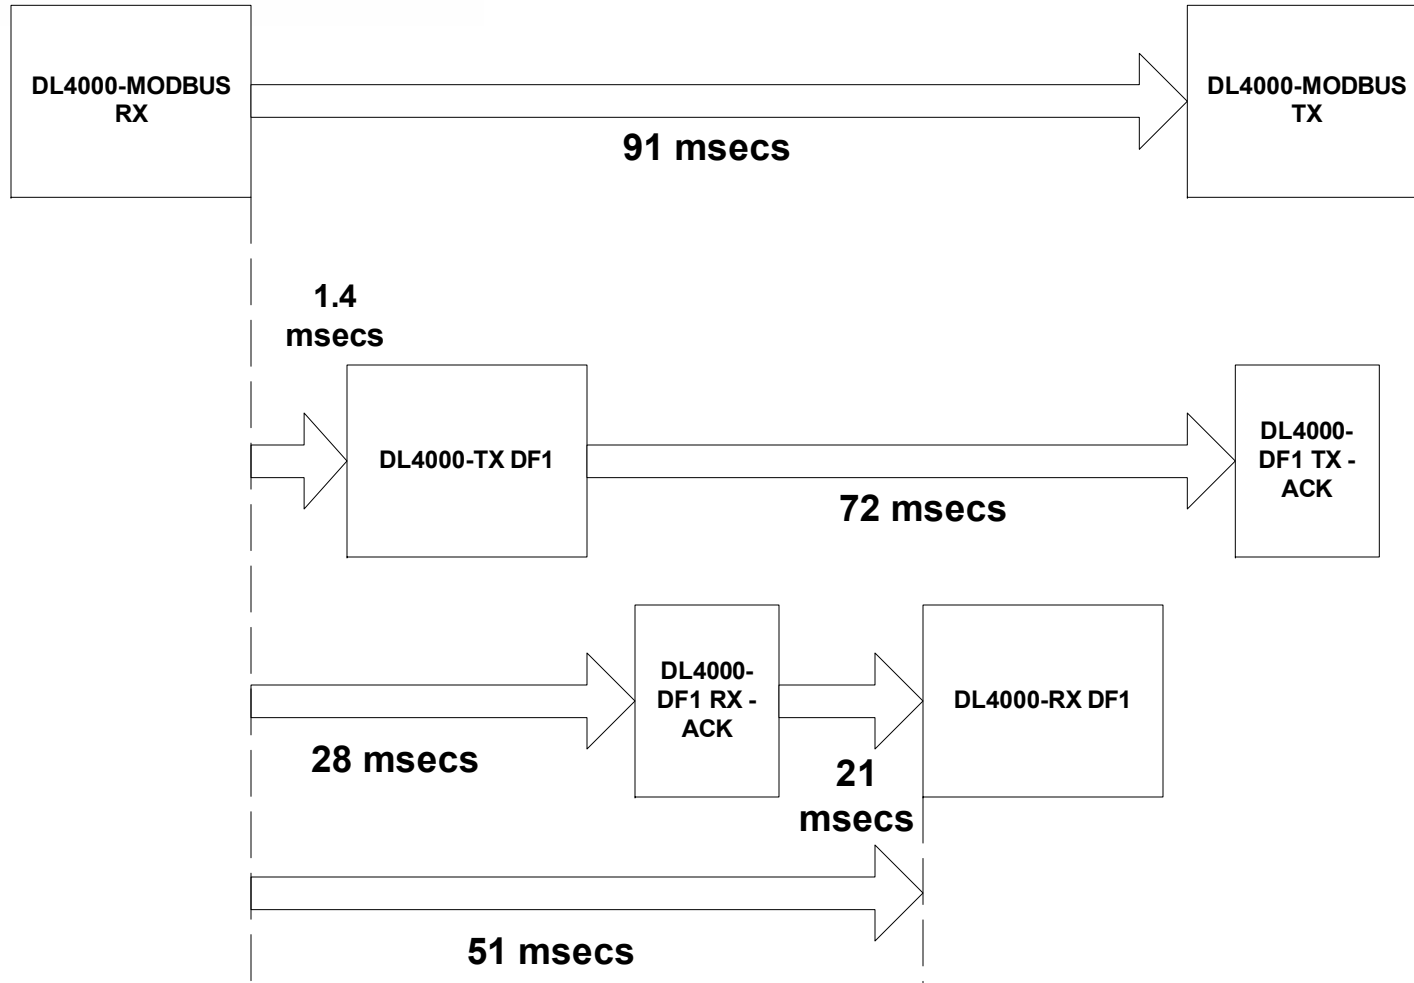 DL4000-MODBUS
RX
DL4000-MODBUS
TX
91 msecs
1.4
msecs
DL4000-TX DF1
DL4000-
DF1 TX -
ACK
72 msecs
DL4000-
DF1 RX -
ACK
DL4000-RX DF1
28 msecs
21
msecs
51 msecs